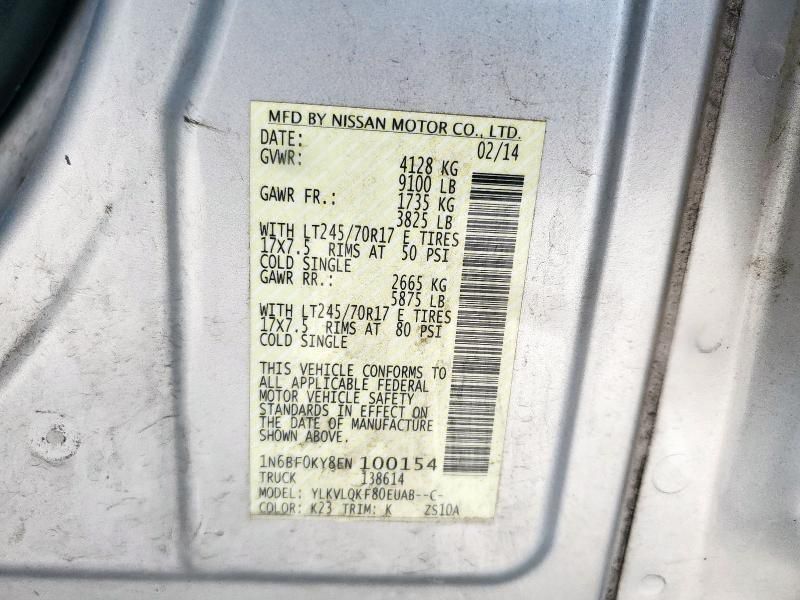 MFD BY NISSAN MOTOR CO., LTD.
DATE: 02/14
GVWR: 4128 KG
9100 LB
GAWR FR.: 1735 KG
3825 LB
WITH LT245/70R17 E TIRES
17X7.5 RIMS AT 50 PSI
COLD SINGLE
GAWR RR.: 2665 KG
5875 LB
WITH LT245/70R17 E TIRES
17X7.5 RIMS AT 80 PSI
COLD SINGLE
THIS VEHICLE CONFORMS TO
ALL APPLICABLE FEDERAL
MOTOR VEHICLE SAFETY
STANDARDS IN EFFECT ON
THE DATE OF MANUFACTURE
SHOWN ABOVE.
1N6BF0KY8EN 100154
TRUCK 138614
MODEL: YLKVLQKF80EUAB--C-
COLOR: K23 TRIM: K ZS10A